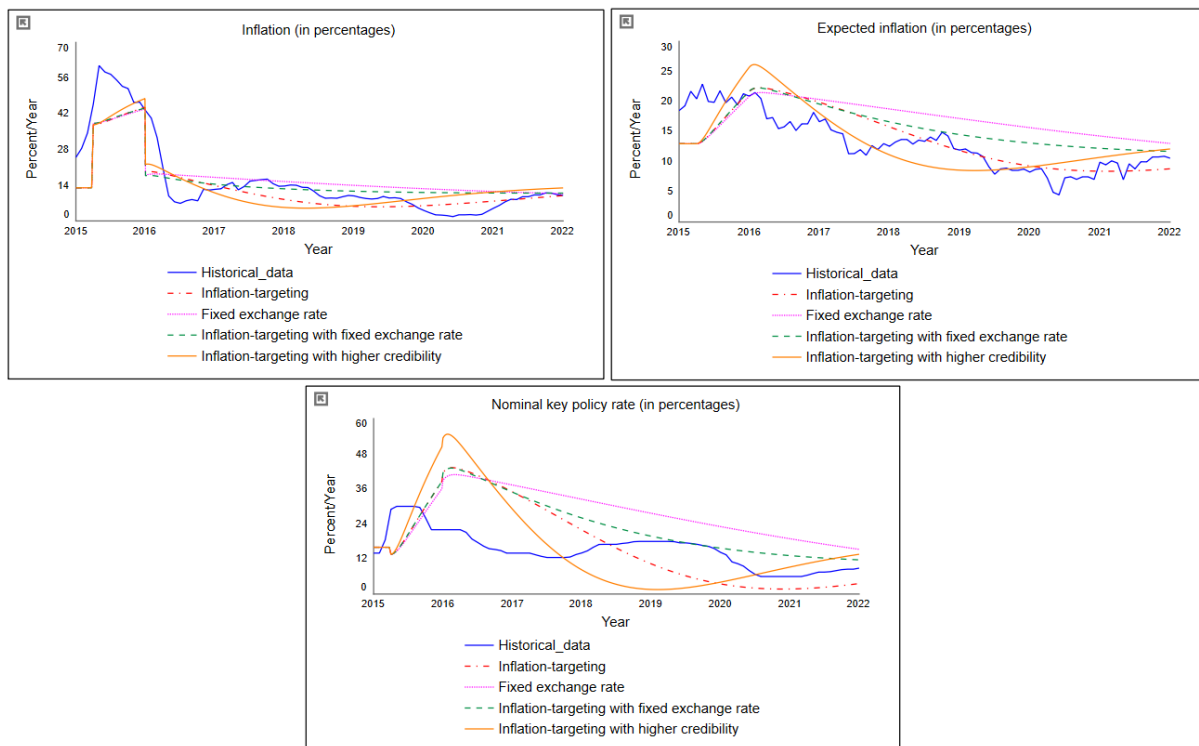 Inflation (in percentages)
70
56
42
28
14
0
Percent/Year
2015 2016 2017 2018 2019 2020 2021 2022
Year
Historical_data
Inflation-targeting
Fixed exchange rate
Inflation-targeting with fixed exchange rate
Inflation-targeting with higher credibility
Expected inflation (in percentages)
30
25
20
15
10
5
0
Percent/Year
2015 2016 2017 2018 2019 2020 2021 2022
Year
Historical_data
Inflation-targeting
Fixed exchange rate
Inflation-targeting with fixed exchange rate
Inflation-targeting with higher credibility
Nominal key policy rate (in percentages)
60
48
36
24
12
0
Percent/Year
2015 2016 2017 2018 2019 2020 2021 2022
Year
Historical_data
Inflation-targeting
Fixed exchange rate
Inflation-targeting with fixed exchange rate
Inflation-targeting with higher credibility